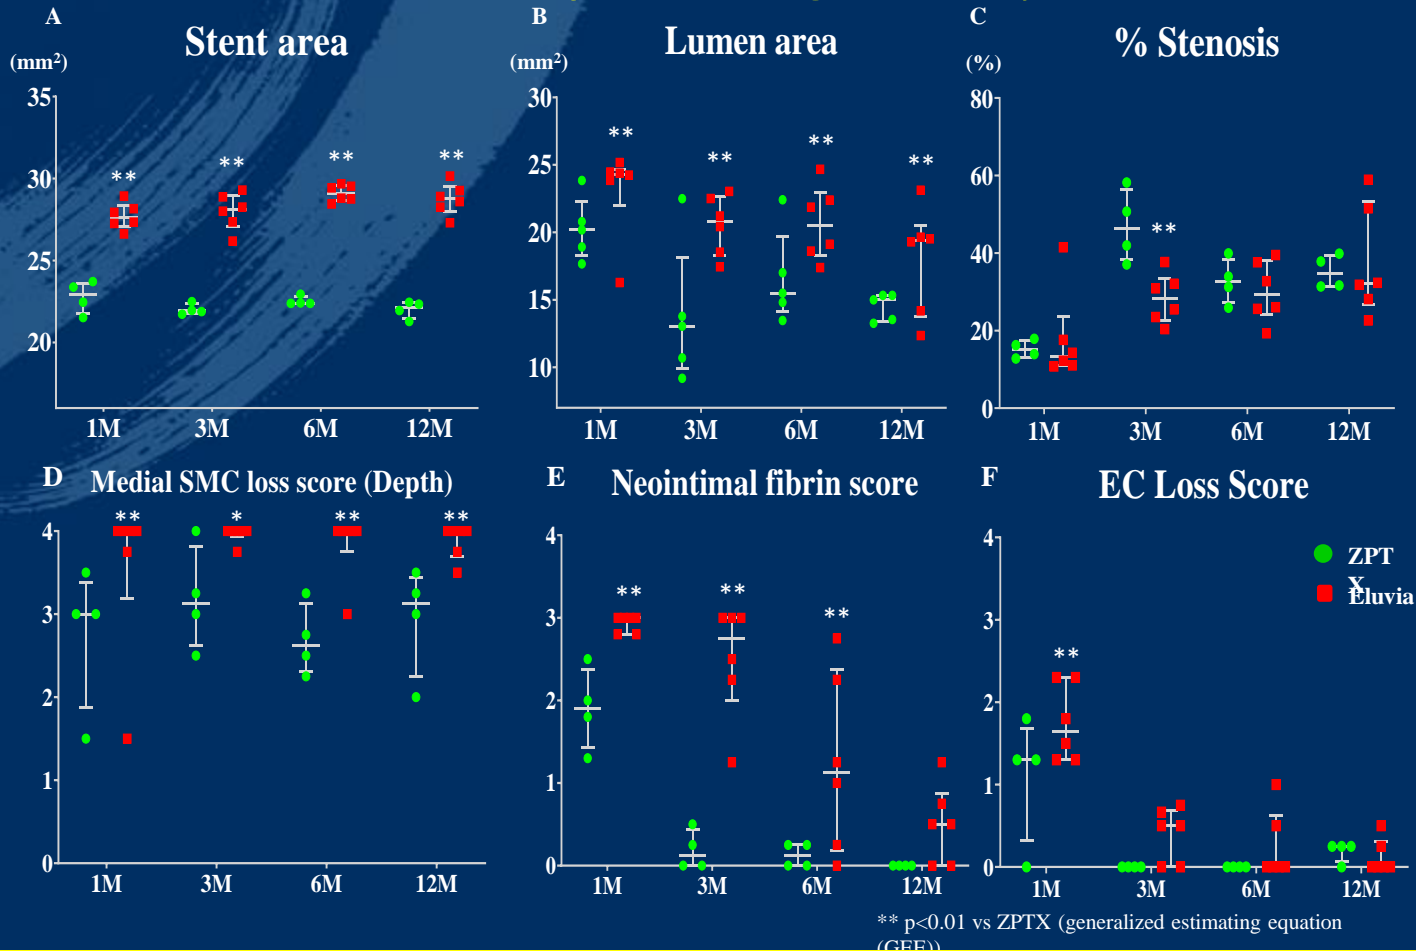 A
Stent area
(mm²)
35
30
25
20
** ** ** **
1M 3M 6M 12M
B
Lumen area
(mm²)
30
25
20
15
10
** ** ** **
1M 3M 6M 12M
C
% Stenosis
(%)
80
60
40
20
0
**
1M 3M 6M 12M
D
Medial SMC loss score (Depth)
4
3
2
1
0
** * ** **
1M 3M 6M 12M
E
Neointimal fibrin score
4
3
2
1
0
** ** **
1M 3M 6M 12M
F
EC Loss Score
4
3
2
1
0
**
1M 3M 6M 12M
ZPT
X
Eluvia
** p<0.01 vs ZPTX (generalized estimating equation
(GEE))